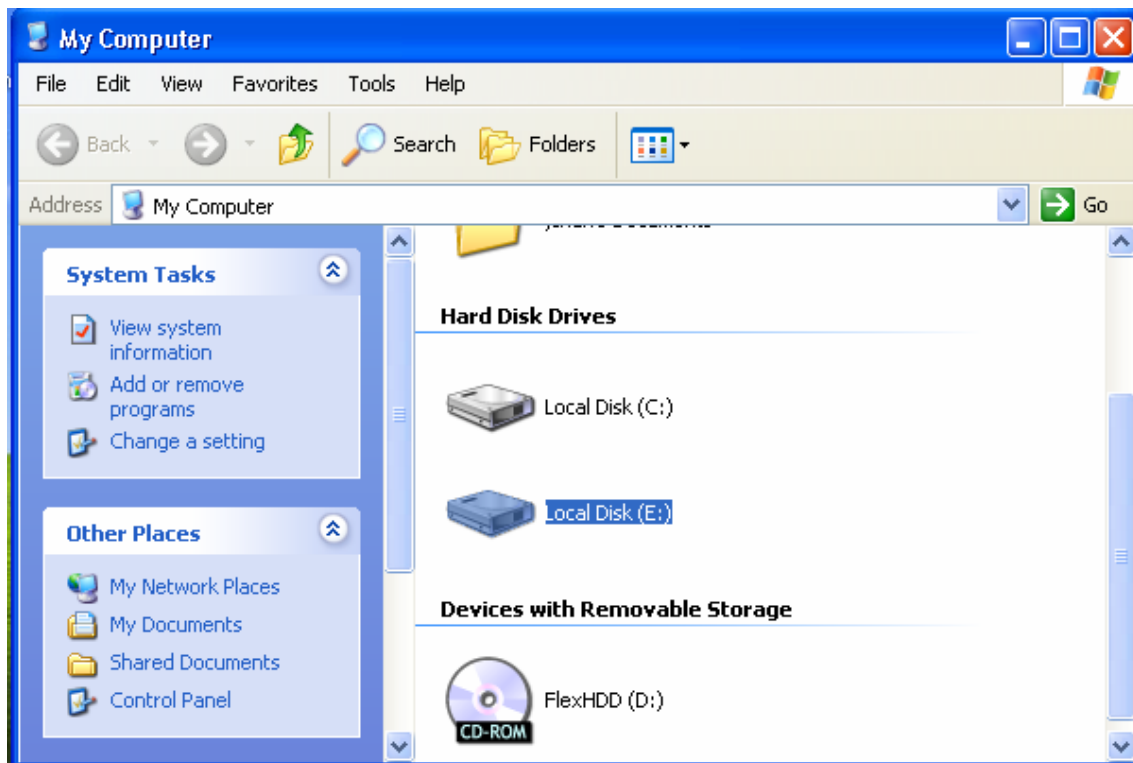 My Computer
File Edit View Favorites Tools Help
Back Search Folders
Address My Computer Go
System Tasks
View system
information
Add or remove
programs
Change a setting
Other Places
My Network Places
My Documents
Shared Documents
Control Panel
Documents
Hard Disk Drives
Local Disk (C:)
Local Disk (E:)
Devices with Removable Storage
FlexHDD (D:)
CD-ROM